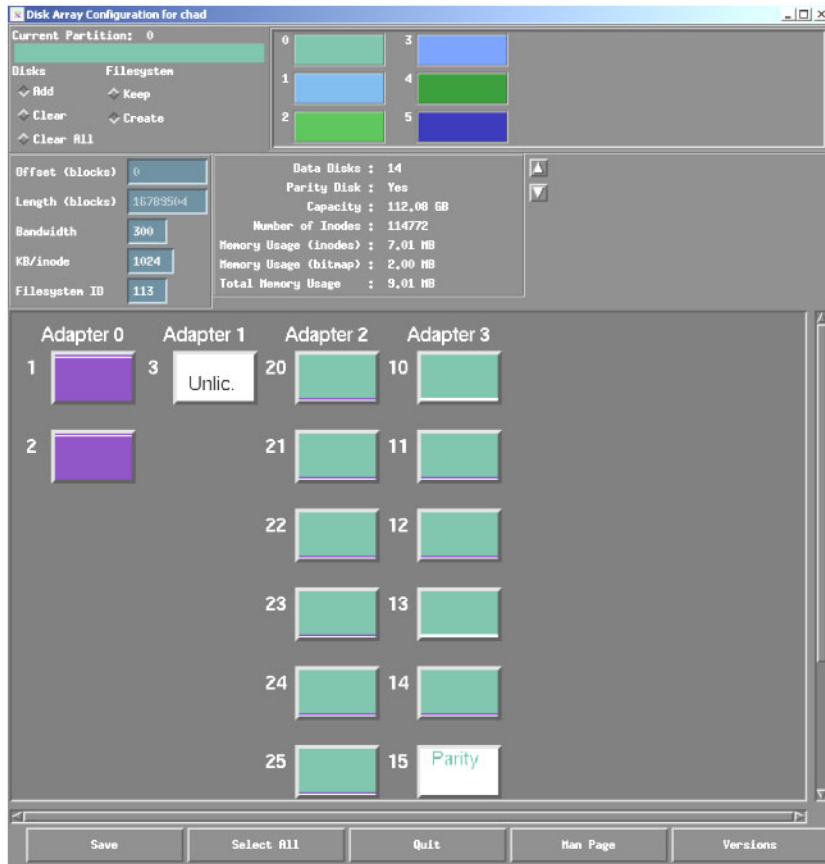 Disk Array Configuration for chad
Current Partition: 0
Disks Filesystem
Add Keep
Clear Create
Clear All
0 3
1 4
2 5
Offset (blocks) 0
Length (blocks) 16789504
Bandwidth 300
KB/inode 1024
Filesystem ID 113
Data Disks : 14
Parity Disk : Yes
Capacity : 112.08 GB
Number of Inodes : 114772
Memory Usage (inodes) : 7.01 MB
Memory Usage (bitmap) : 2.00 MB
Total Memory Usage : 9.01 MB
Adapter 0 Adapter 1 Adapter 2 Adapter 3
1 3 Unlic. 20 10
2 21 11
22 12
23 13
24 14
25 15 Parity
Save Select All Quit Man Page Versions